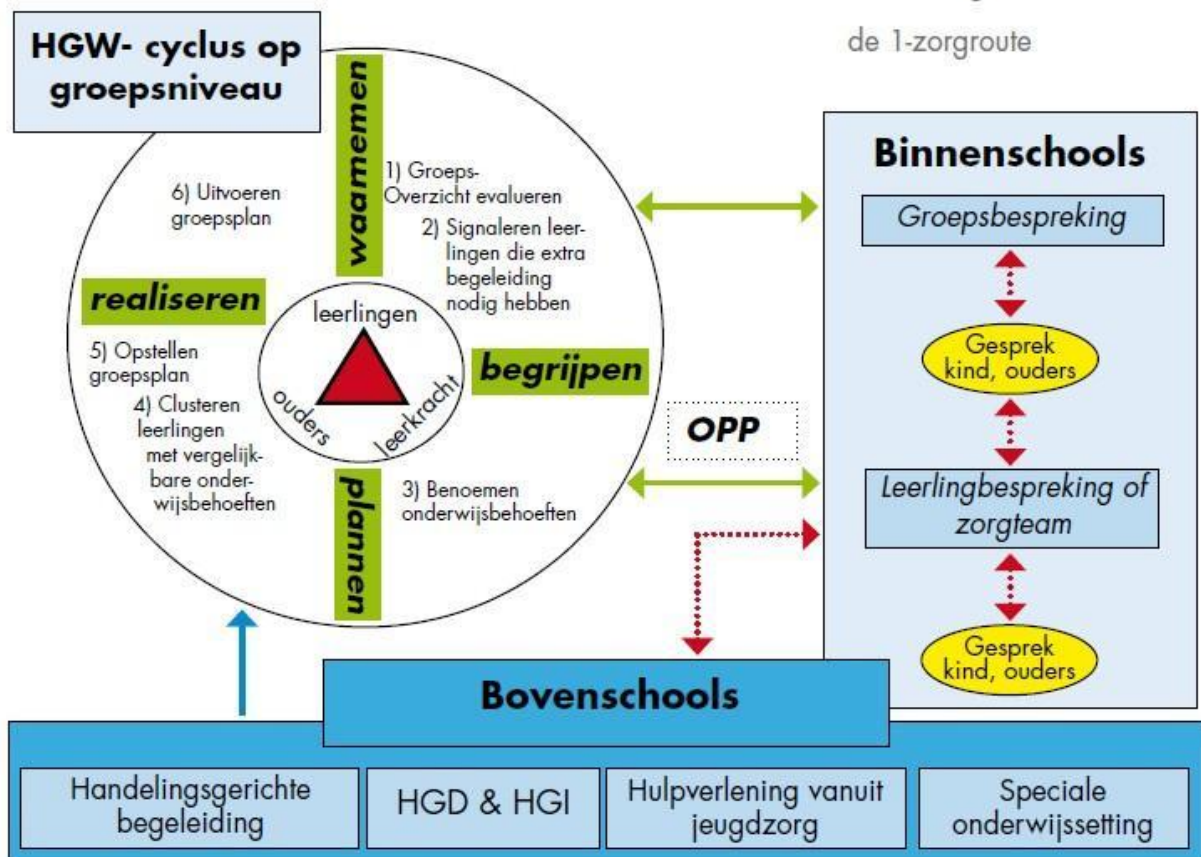 de 1-zorgroute
HGW- cyclus op
groepsniveau
waarnemen
1) Groeps-
Overzicht evalueren
2) Signaleren leer-
lingen die extra
begeleiding
nodig hebben
begrijpen
3) Benoemen
onderwijsbehoeften
plannen
4) Clusteren
leerlingen
met vergelijk-
bare onder-
wijsbehoeften
5) Opstellen
groepsplan
realiseren
6) Uitvoeren
groepsplan
leerlingen
ouders
leerkracht
OPP
Binnenschools
Groepsbespreking
Gesprek
kind, ouders
Leerlingbespreking of
zorgteam
Gesprek
kind, ouders
Bovenschools
Handelingsgerichte
begeleiding
HGD & HGI
Hulpverlening vanuit
jeugdzorg
Speciale
onderwijssetting